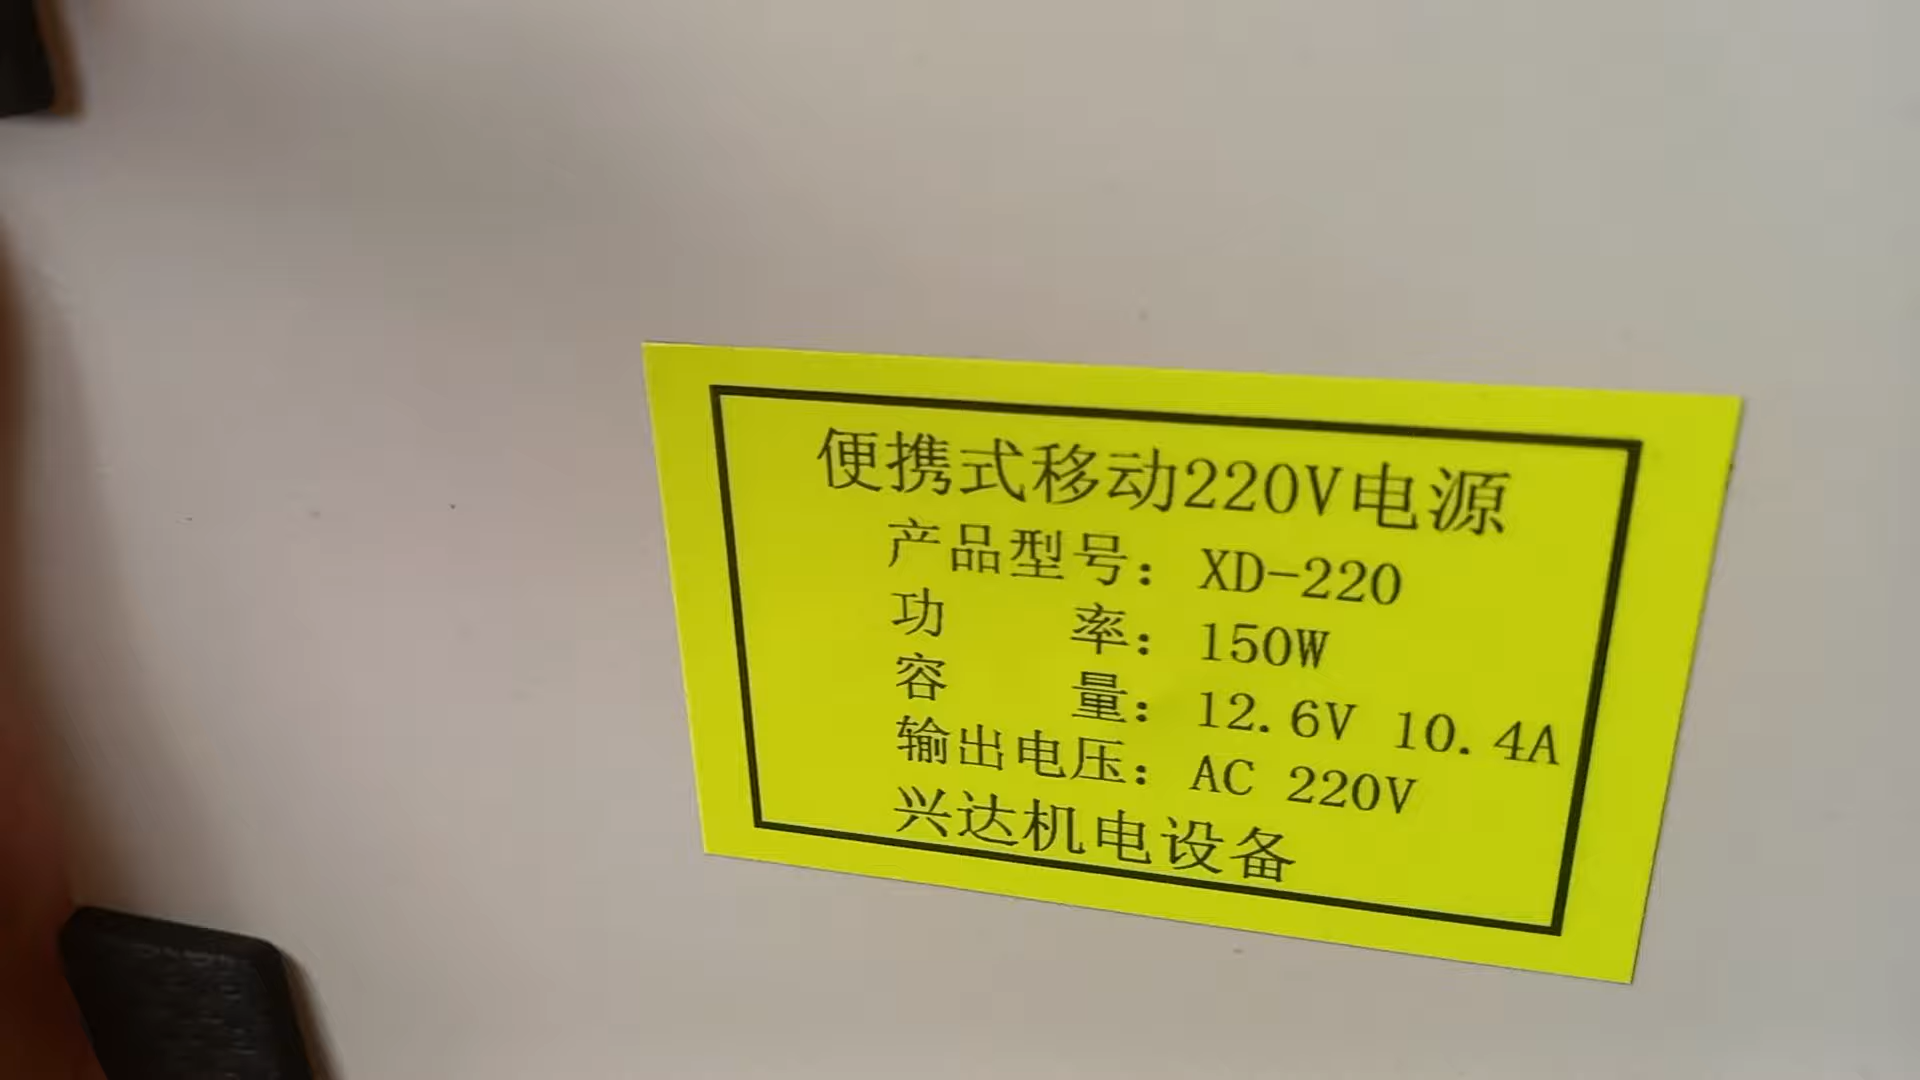 便携式移动220V电源
产品型号：XD-220
功 率：150W
容 量：12.6V 10.4A
输出电压：AC 220V
兴达机电设备